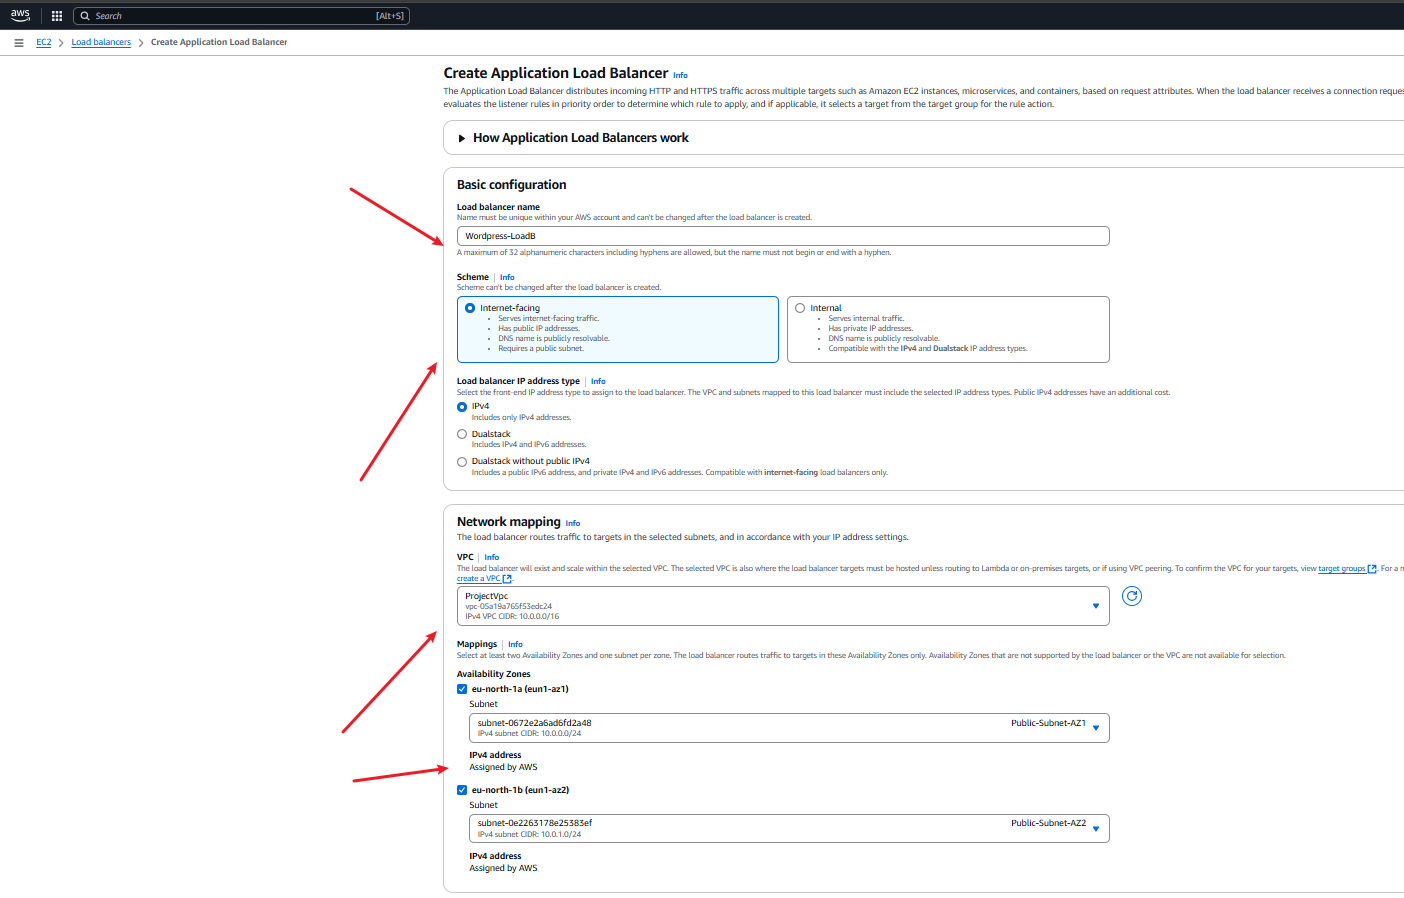 aws
Search [Alt+S]
EC2 > Load balancers > Create Application Load Balancer
Create Application Load Balancer Info
The Application Load Balancer distributes incoming HTTP and HTTPS traffic across multiple targets such as Amazon EC2 instances, microservices, and containers, based on request attributes. When the load balancer receives a connection
evaluates the listener rules in priority order to determine which rule to apply, and if applicable, it selects a target from the target group for the rule action.
How Application Load Balancers work
Basic configuration
Load balancer name
Name must be unique within your AWS account and can't be changed after the load balancer is created.
Wordpress-LoadB
A maximum of 32 alphanumeric characters including hyphens are allowed, but the name must not begin or end with a hyphen.
Scheme Info
Scheme can't be changed after the load balancer is created.
Internet-facing
• Serves internet-facing traffic.
• Has public IP addresses.
• DNS name is publicly resolvable.
• Requires a public subnet.
Internal
• Serves internal traffic.
• Has private IP addresses.
• DNS name is publicly resolvable.
• Compatible with the IPv4 and Dualstack IP address types.
Load balancer IP address type Info
Select the front-end IP address type to assign to the load balancer. The VPC and subnets mapped to this load balancer must include the selected IP address types. Public IPv4 addresses have an additional cost.
IPv4
Includes only IPv4 addresses.
Dualstack
Includes IPv4 and IPv6 addresses.
Dualstack without public IPv4
Includes a public IPv6 address, and private IPv4 and IPv6 addresses. Compatible with internet-facing load balancers only.
Network mapping Info
The load balancer routes traffic to targets in the selected subnets, and in accordance with your IP address settings.
VPC Info
The load balancer will exist and scale within the selected VPC. The selected VPC is also where the load balancer targets must be hosted unless routing to Lambda or on-premises targets, or if using VPC peering. To confirm the VPC for your targets, view target groups. For a
create a VPC.
ProjectVpc
vpc-05a19a765f53edc24
IPv4 VPC CIDR: 10.0.0.0/16
Mappings Info
Select at least two Availability Zones and one subnet per zone. The load balancer routes traffic to targets in these Availability Zones only. Availability Zones that are not supported by the load balancer or the VPC are not available for selection.
Availability Zones
eu-north-1a (eun1-az1)
Subnet
subnet-0672e2a6ad6fd2a48 Public-Subnet-AZ1
IPv4 subnet CIDR: 10.0.0.0/24
IPv4 address
Assigned by AWS
eu-north-1b (eun1-az2)
Subnet
subnet-0e2263178e25383ef Public-Subnet-AZ2
IPv4 subnet CIDR: 10.0.1.0/24
IPv4 address
Assigned by AWS